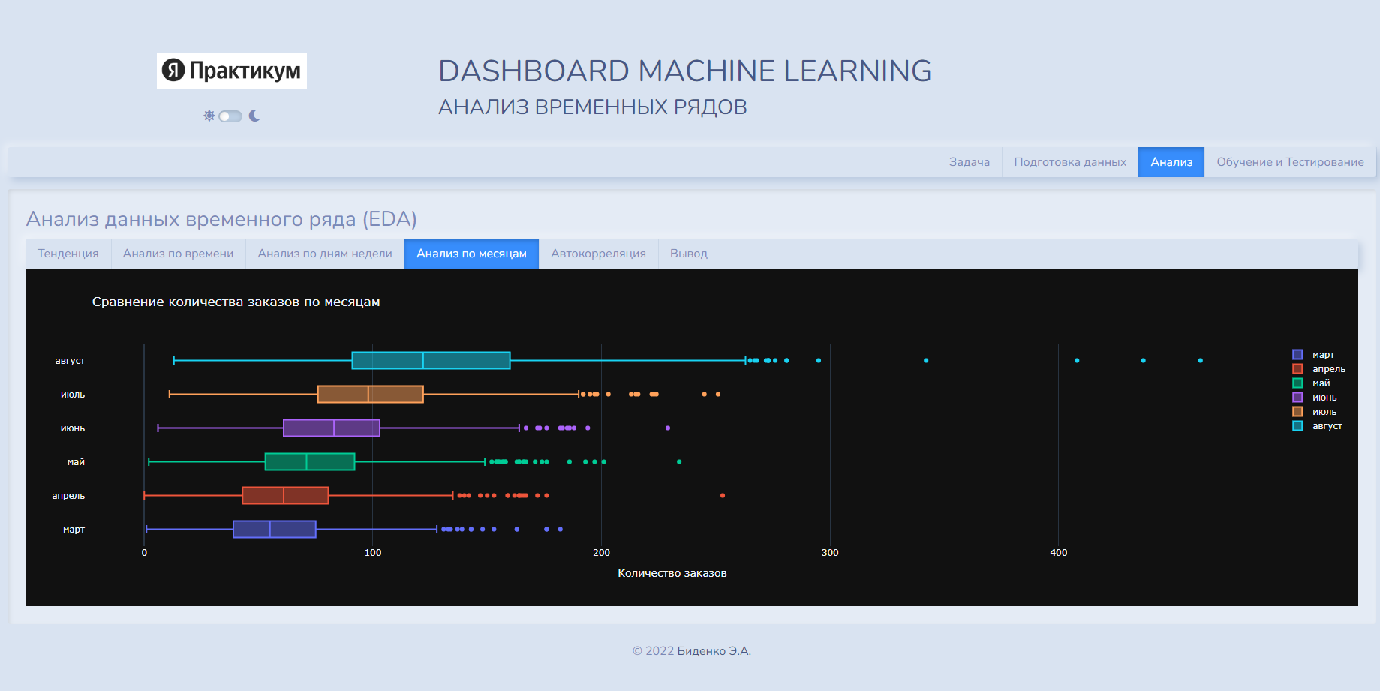 Я Практикум
DASHBOARD MACHINE LEARNING
АНАЛИЗ ВРЕМЕННЫХ РЯДОВ
Задача
Подготовка данных
Анализ
Обучение и Тестирование
Анализ данных временного ряда (EDA)
Тенденция
Анализ по времени
Анализ по дням недели
Анализ по месяцам
Автокорреляция
Вывод
Сравнение количества заказов по месяцам
август
июль
июнь
май
апрель
март
0
100
200
300
400
Количество заказов
март
апрель
май
июнь
июль
август
© 2022 Биденко Э.А.